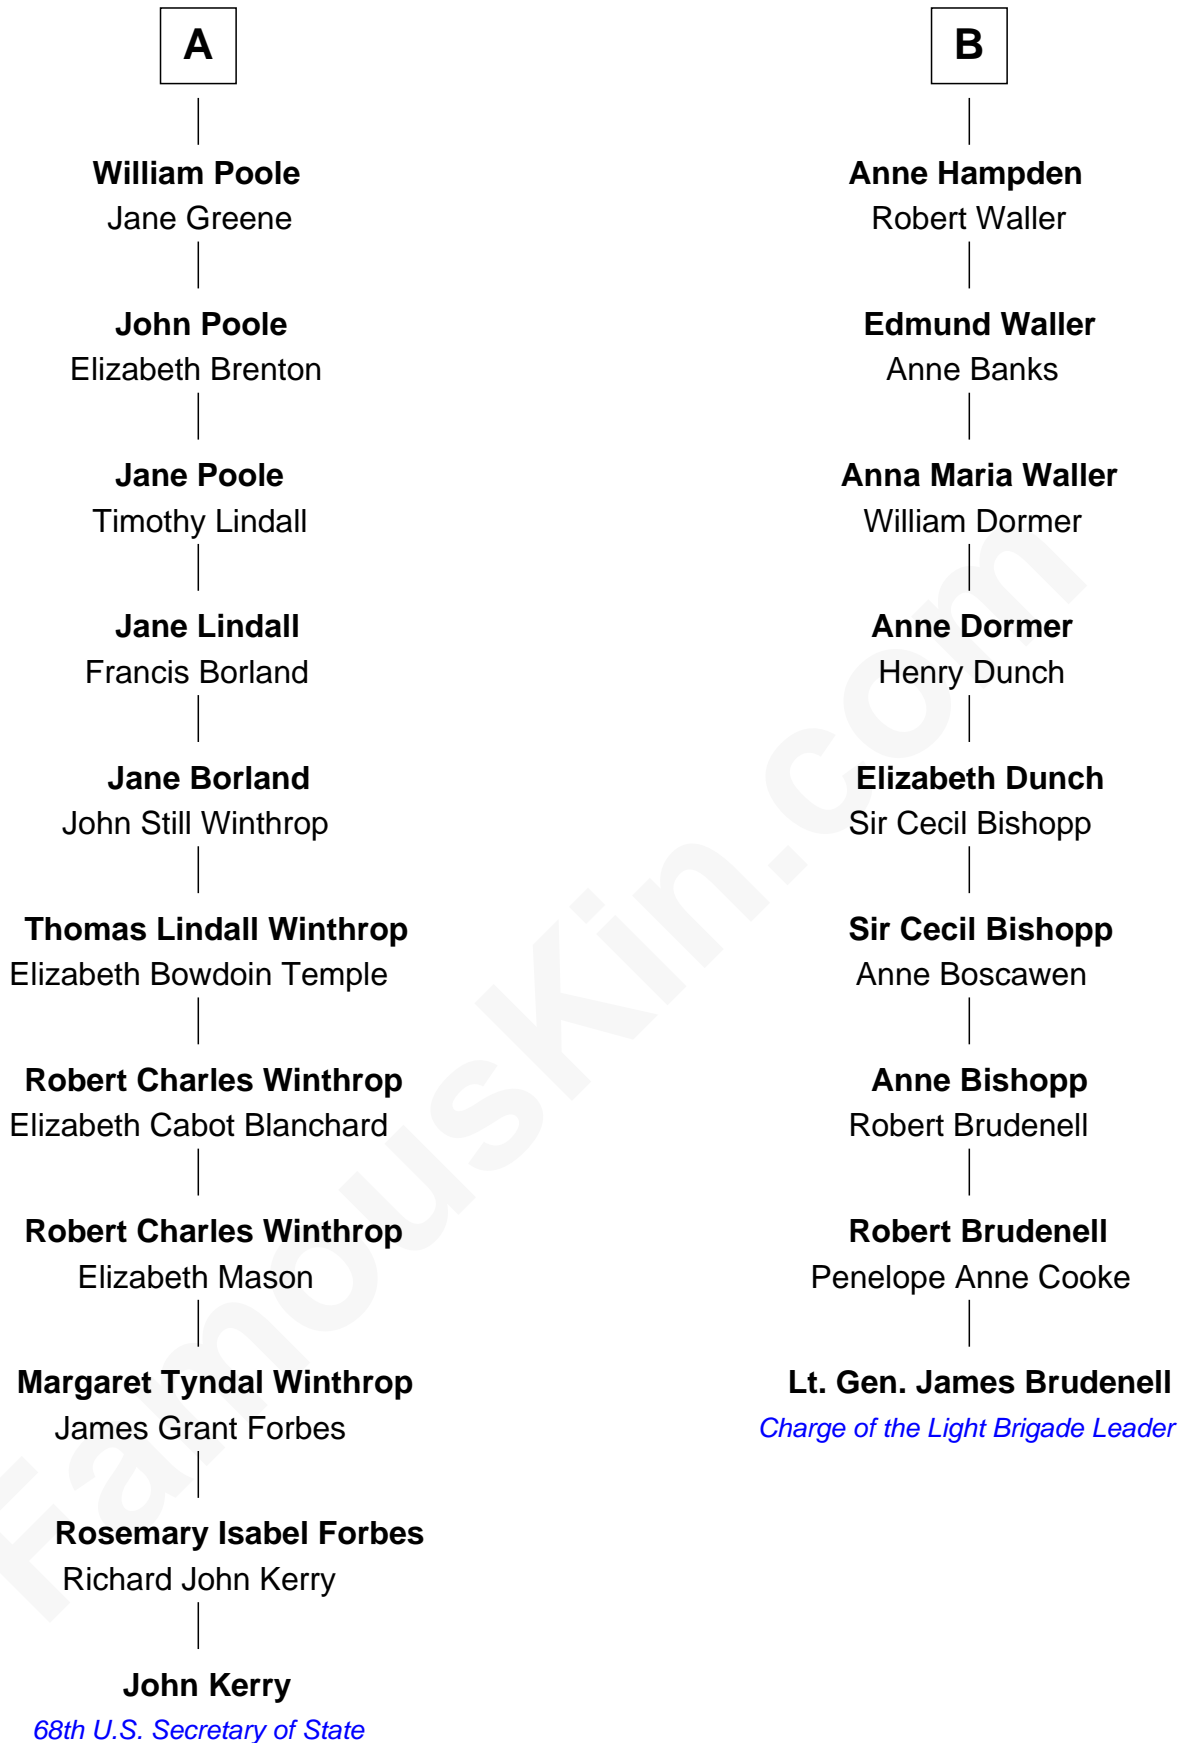 A
William Poole
Jane Greene
John Poole
Elizabeth Brenton
Jane Poole
Timothy Lindall
Jane Lindall
Francis Borland
Jane Borland
John Still Winthrop
Thomas Lindall Winthrop
Elizabeth Bowdoin Temple
Robert Charles Winthrop
Elizabeth Cabot Blanchard
Robert Charles Winthrop
Elizabeth Mason
Margaret Tyndal Winthrop
James Grant Forbes
Rosemary Isabel Forbes
Richard John Kerry
John Kerry
68th U.S. Secretary of State
B
Anne Hampden
Robert Waller
Edmund Waller
Anne Banks
Anna Maria Waller
William Dormer
Anne Dormer
Henry Dunch
Elizabeth Dunch
Sir Cecil Bishopp
Sir Cecil Bishopp
Anne Boscawen
Anne Bishopp
Robert Brudenell
Robert Brudenell
Penelope Anne Cooke
Lt. Gen. James Brudenell
Charge of the Light Brigade Leader
FamousKin.com